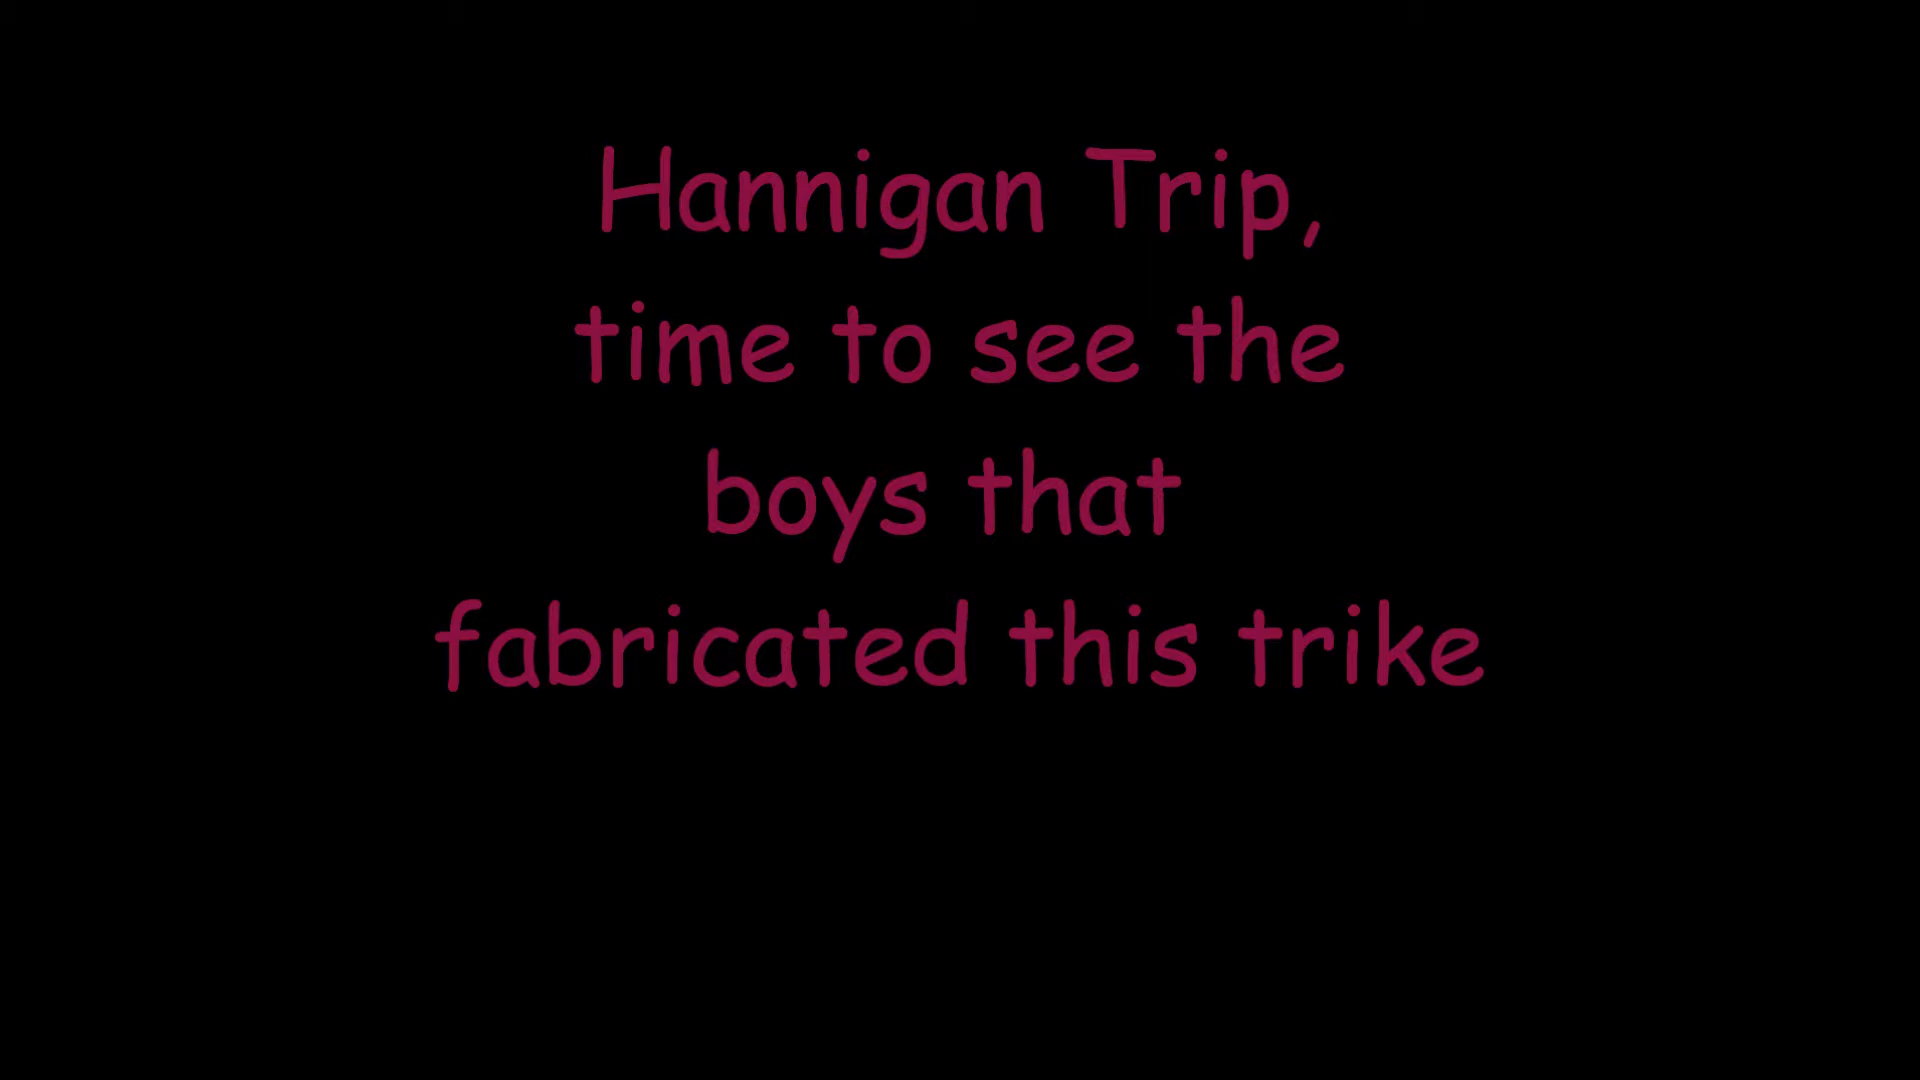 Hannigan Trip,
time to see the
boys that
fabricated this trike